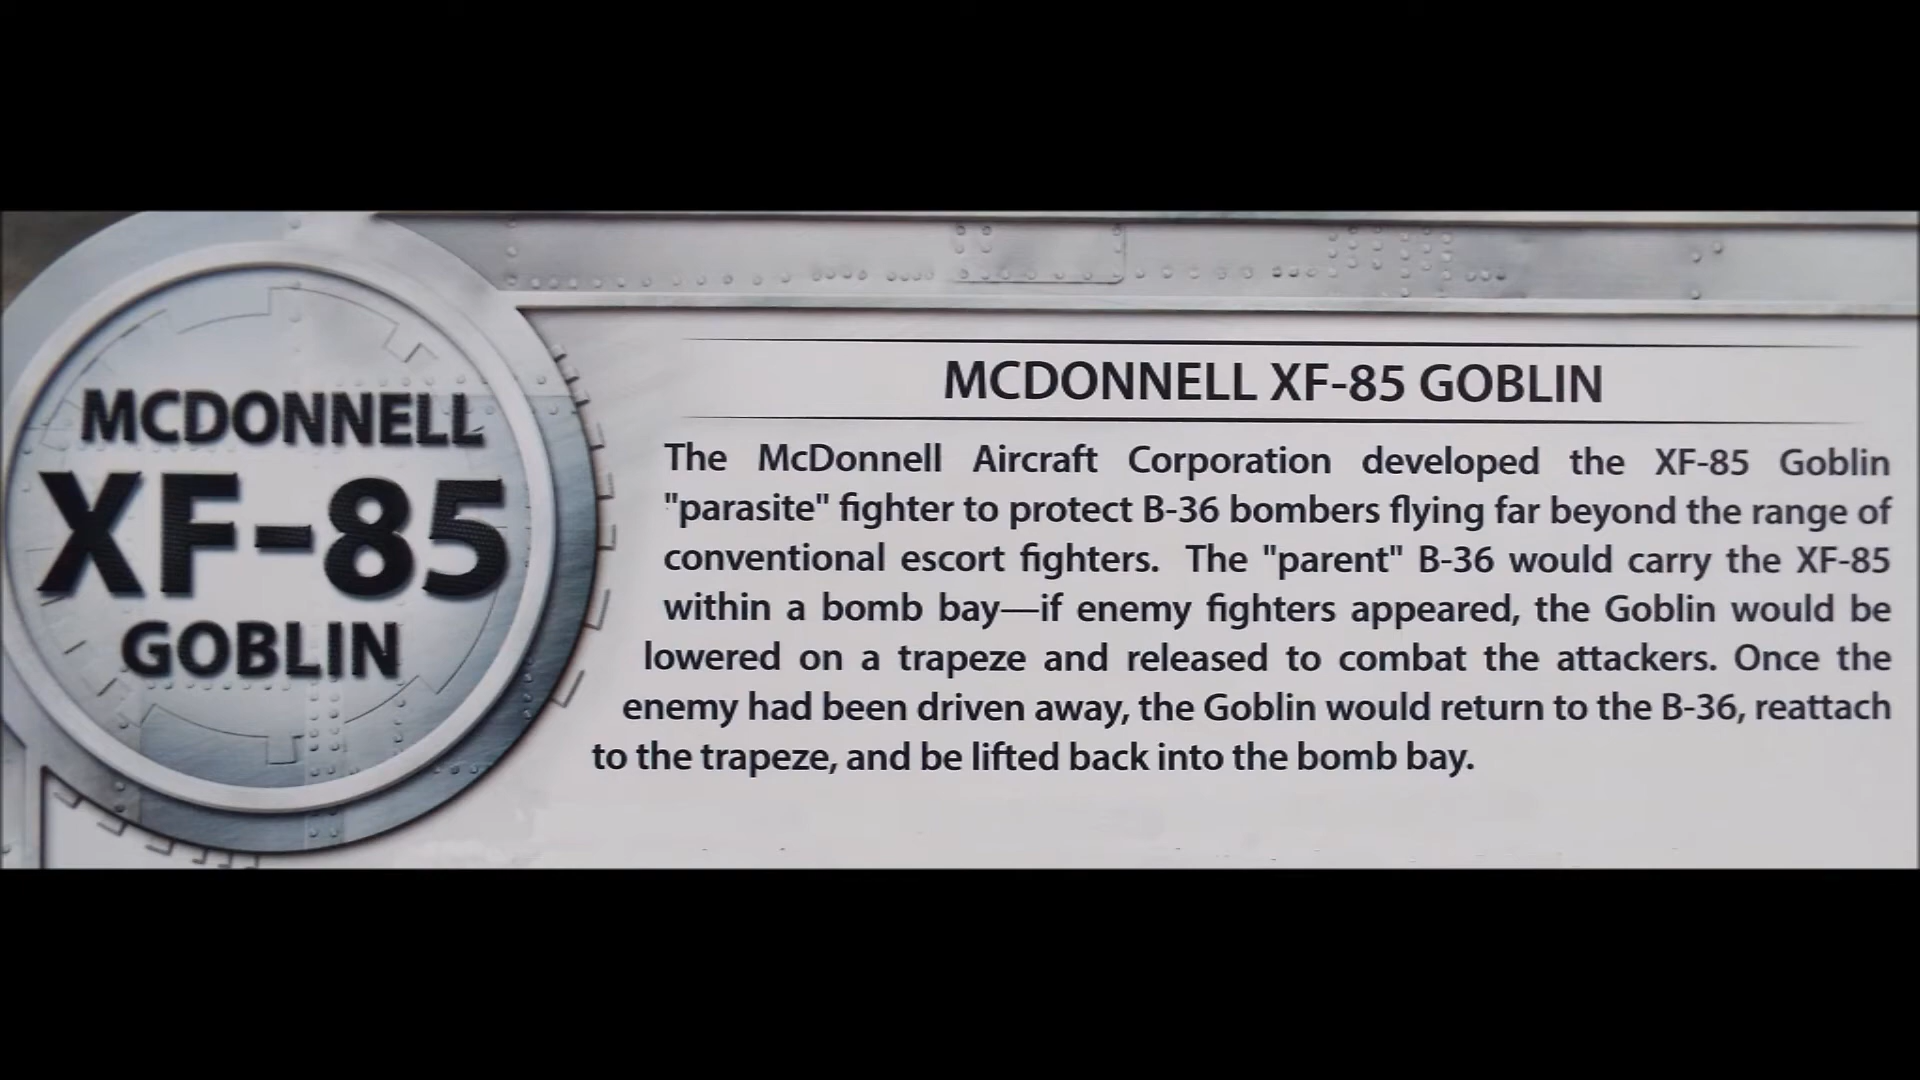 MCDONNELL
XF-85
GOBLIN
MCDONNELL XF-85 GOBLIN
The McDonnell Aircraft Corporation developed the XF-85 Goblin
"parasite" fighter to protect B-36 bombers flying far beyond the range of
conventional escort fighters. The "parent" B-36 would carry the XF-85
within a bomb bay—if enemy fighters appeared, the Goblin would be
lowered on a trapeze and released to combat the attackers. Once the
enemy had been driven away, the Goblin would return to the B-36, reattach
to the trapeze, and be lifted back into the bomb bay.